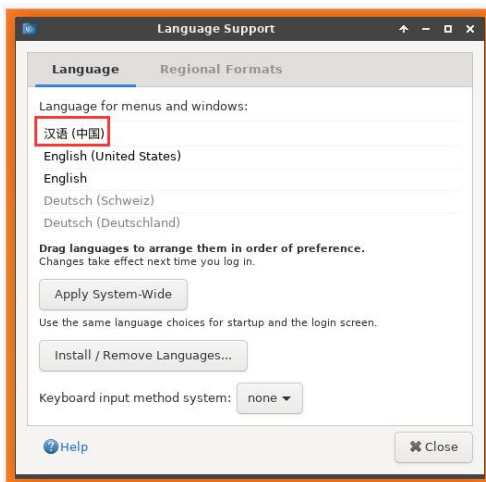 Language Support
Language Regional Formats
Language for menus and windows:
汉语 (中国)
English (United States)
English
Deutsch (Schweiz)
Deutsch (Deutschland)
Drag languages to arrange them in order of preference.
Changes take effect next time you log in.
Apply System-Wide
Use the same language choices for startup and the login screen.
Install / Remove Languages...
Keyboard input method system: none
Help Close